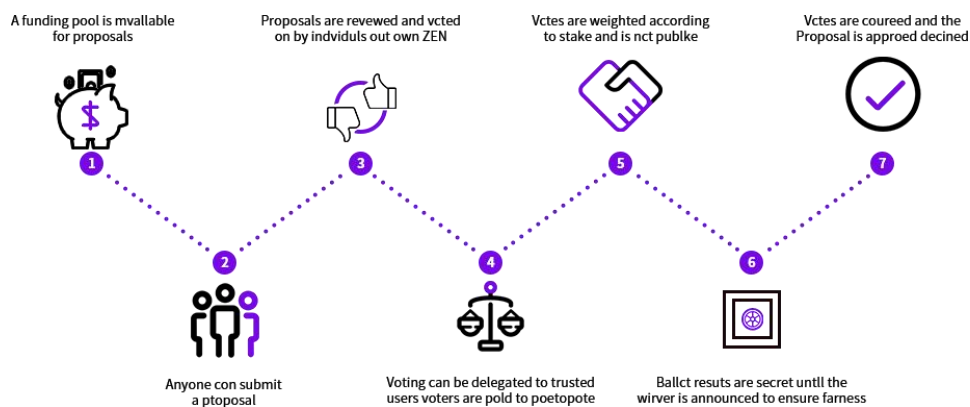 A funding pool is mvallable
for proposals
1
Anyone con submit
a ptoposal
2
Proposals are revewed and vcted
on by indviduls out own ZEN
3
Voting can be delegated to trusted
users voters are pold to poetopote
4
Vctes are weighted according
to stake and is nct publke
5
Ballct resuts are secret untll the
wirver is announced to ensure farness
6
Vctes are coureed and the
Proposal is approed decined
7